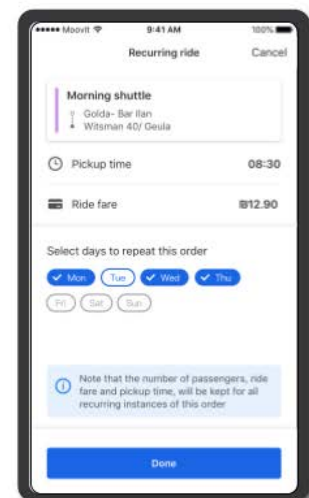 Moovit 9:41 AM 100%
Recurring ride Cancel
Morning shuttle
Golda- Bar Ilan
Witsman 40/ Geula
Pickup time 08:30
Ride fare ₪12.90
Select days to repeat this order
Mon Tue Wed Thu
Fri Sat Sun
Note that the number of passengers, ride
fare and pickup time, will be kept for all
recurring instances of this order
Done